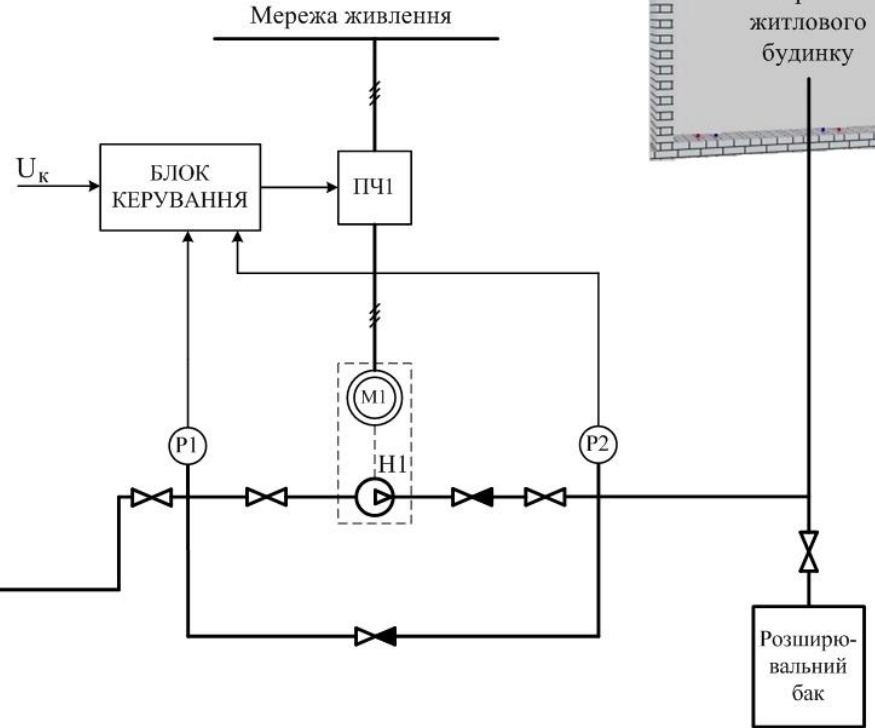 Мережа живлення
житлового
будинку
Uк
БЛОК
КЕРУВАННЯ
ПЧ1
М1
Р1
Р2
Н1
Розширю-
вальний
бак